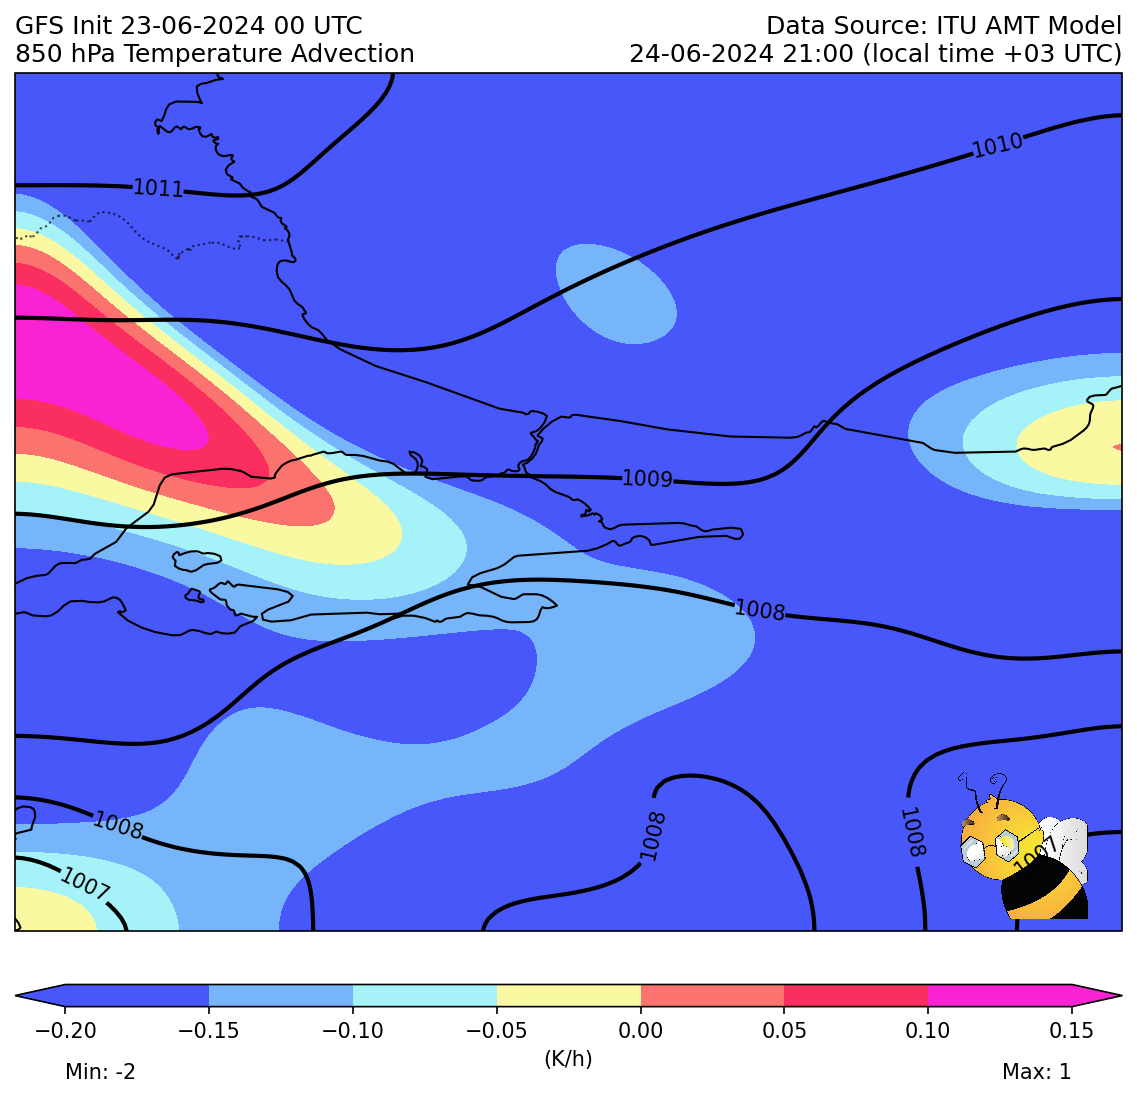 GFS Init 23-06-2024 00 UTC
Data Source: ITU AMT Model
850 hPa Temperature Advection
24-06-2024 21:00 (local time +03 UTC)
1010
1011
1009
1008
1008
1008
1008
1007
1007
−0.20 −0.15 −0.10 −0.05 0.00 0.05 0.10 0.15
(K/h)
Min: -2
Max: 1